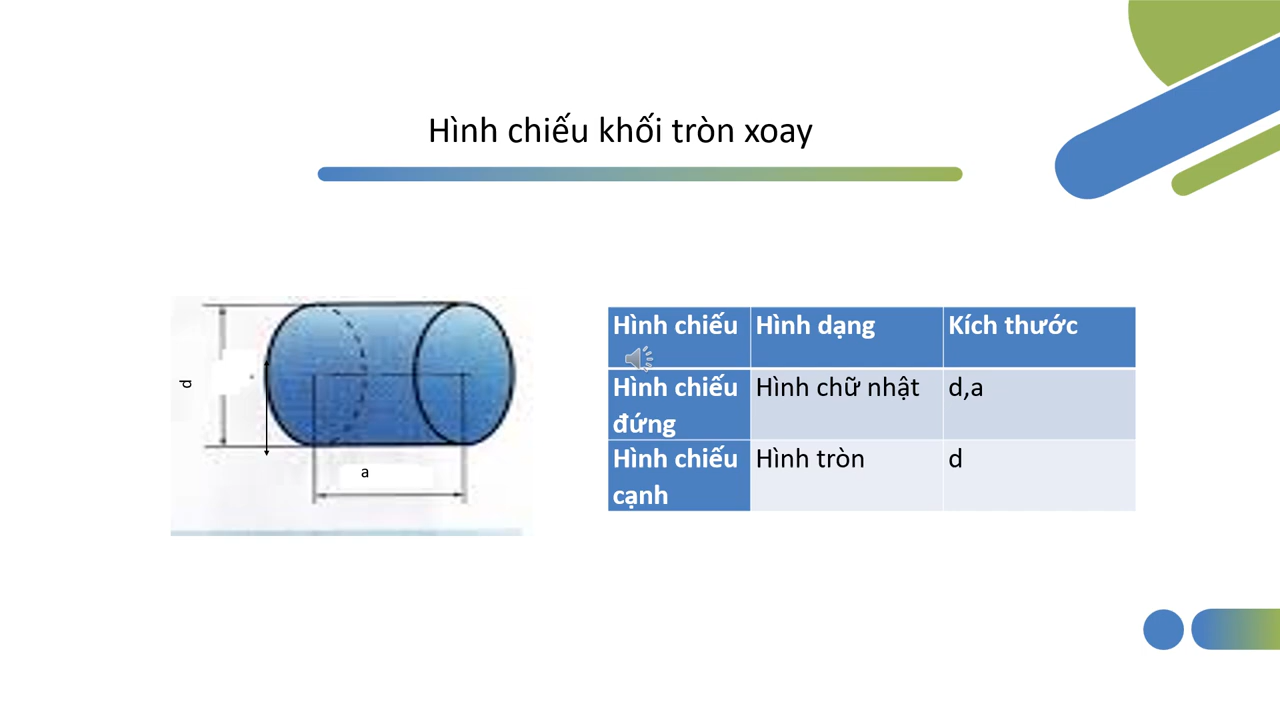 Hình chiếu khối tròn xoay
d
a
Hình chiếu Hình dạng Kích thước
Hình chiếu đứng Hình chữ nhật d,a
Hình chiếu cạnh Hình tròn d